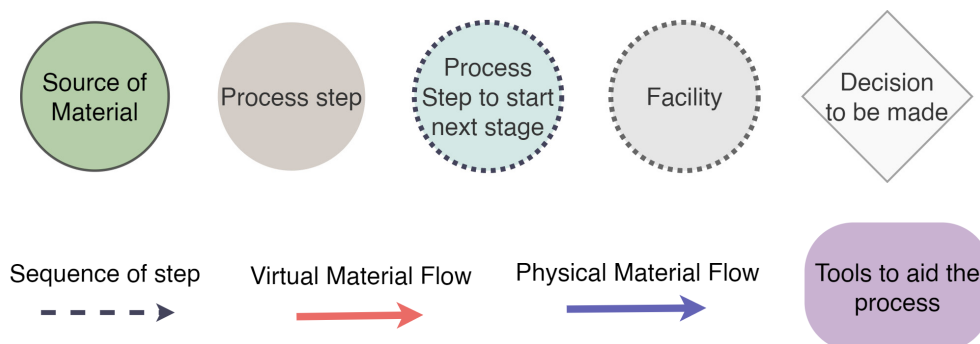 Source of
Material
Process step
Process
Step to start
next stage
Facility
Decision
to be made
Sequence of step
Virtual Material Flow
Physical Material Flow
Tools to aid the
process